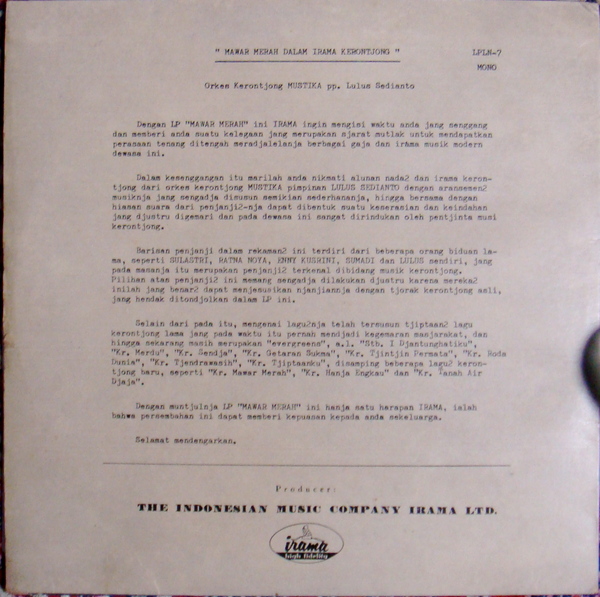 " MAWAR MERAH DALAM IRAMA KERONTJONG "
LPLN-7
MONO
Orkes Kerontjong MUSTIKA pp. Lulus Sedianto
Dengan LP "MAWAR MERAH" ini IRAMA ingin mengisi waktu anda jang senggang
dan memberi anda suatu kelegaan jang merupakan sjarat mutlak untuk mendapatkan
perasaan tenang ditengah meradjalelanja berbagai gaja dan irama musik modern
dewasa ini.
Dalam kesenggangan itu marilah anda nikmati alunan nada2 dan irama keron-
tjong dari orkes kerontjong MUSTIKA pimpinan LULUS SEDIANTO dengan aransemen2
musiknja jang sengadja disusun semikian sederhananja, hingga bernama dengan
hiasan suara dari penjanji2-nja dapat dibentuk suatu keserasian dan keindahan
jang djustru digemari dan pada dewasa ini sangat dirindukan oleh pentjinta musi
kerontjong.
Barisan penjanji dalam rekaman2 ini terdiri dari beberapa orang biduan la-
ma, seperti SULASTRI, RATNA NOYA, ENNY KUSRINI, SUMADI dan LULUS sendiri, jang
pada masanja itu merupakan penjanji2 terkenal dibidang musik kerontjong.
Pilihan atas penjanji2 ini memang sengadja dilakukan djustru karena mereka2
inilah jang benar2 dapat menjesuaikan njanjiannja dengan tjorak kerontjong asli,
jang hendak ditondjolkan dalam LP ini.
Selain dari pada itu, mengenai lagu2nja telah tersusun tjiptaan2 lagu
kerontjong lama jang pada waktu itu pernah mendjadi kegemaran masjarakat, dan
hingga sekarang masih merupakan "evergreens", a.l. "Stb. I Djantunghatiku",
"Kr. Merdu", "Kr. Sendja", "Kr. Getaran Sukma", "Kr. Tjintjin Permata", "Kr. Roda
Dunia", "Kr. Tjendrawasih", "Kr. Tjiptaanku", disamping beberapa lagu2 keron-
tjong baru, seperti "Kr. Mawar Merah", "Kr. Hanja Engkau" dan "Kr. Tanah Air
Djaja".
Dengan muntjulnja LP "MAWAR MERAH" ini hanja satu harapan IRAMA, ialah
bahwa persembahan ini dapat memberi kepuasan kepada anda sekeluarga.
Selamat mendengarkan.
Producer:
THE INDONESIAN MUSIC COMPANY IRAMA LTD.
irama
high fidelity